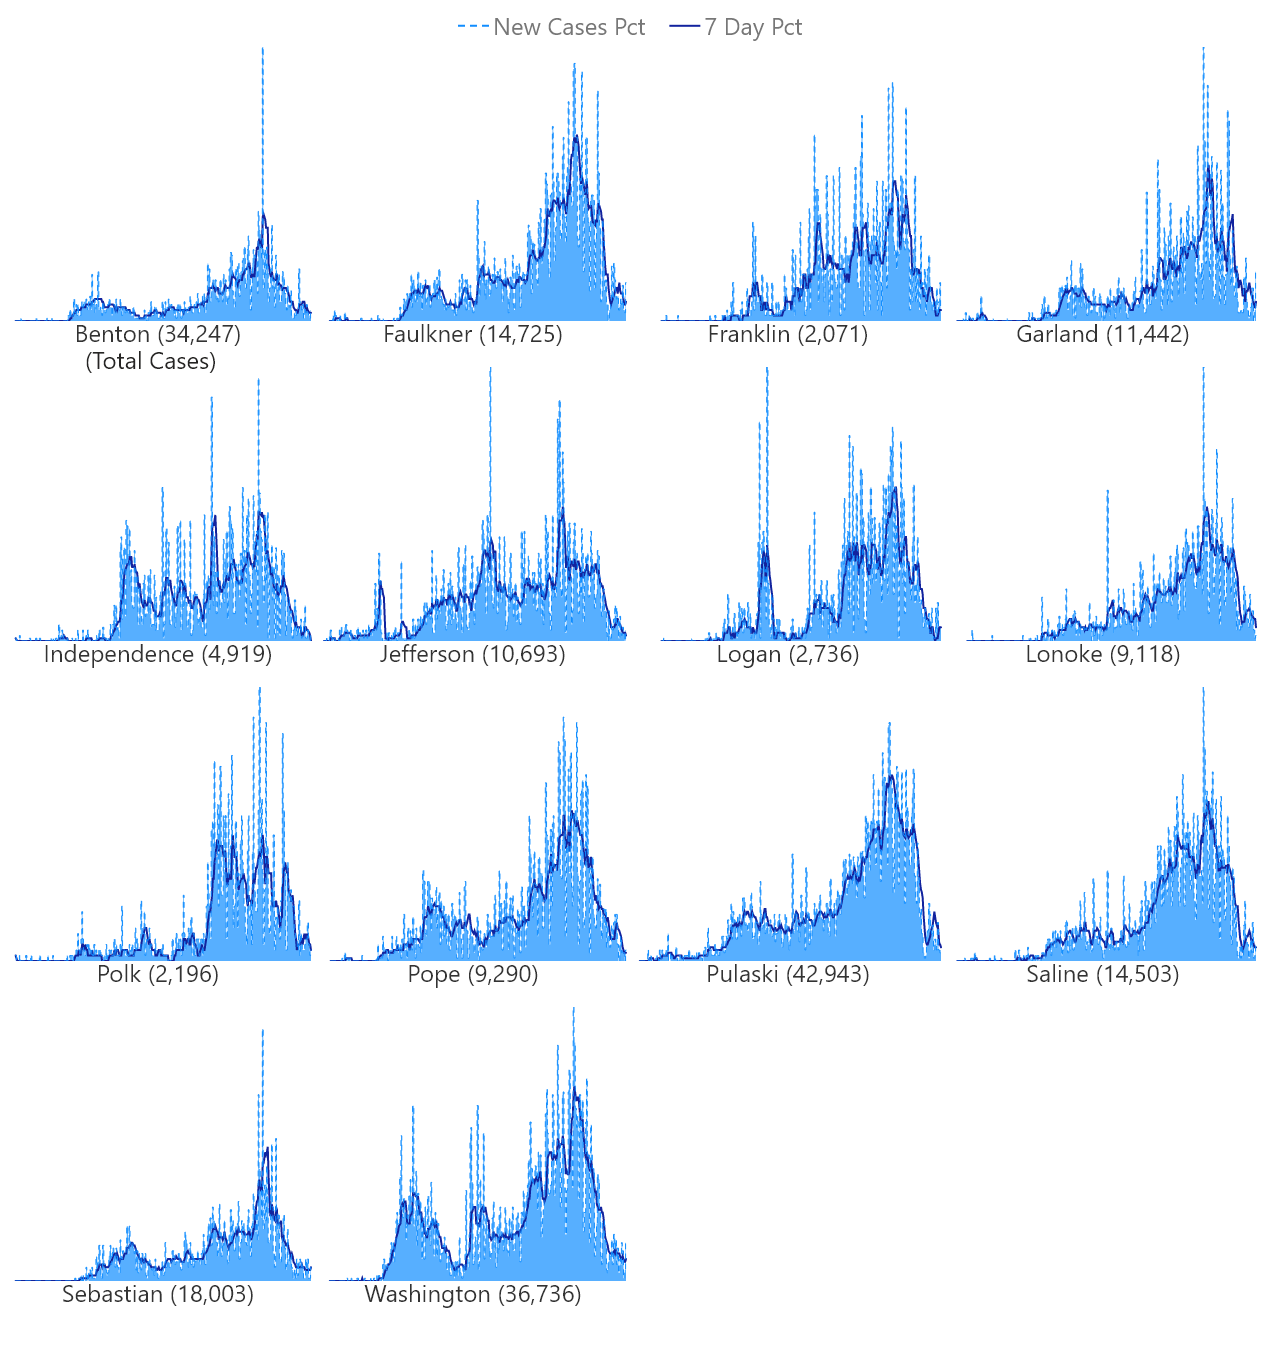 New Cases Pct 7 Day Pct
Benton (34,247)
(Total Cases)
Faulkner (14,725)
Franklin (2,071)
Garland (11,442)
Independence (4,919)
Jefferson (10,693)
Logan (2,736)
Lonoke (9,118)
Polk (2,196)
Pope (9,290)
Pulaski (42,943)
Saline (14,503)
Sebastian (18,003)
Washington (36,736)